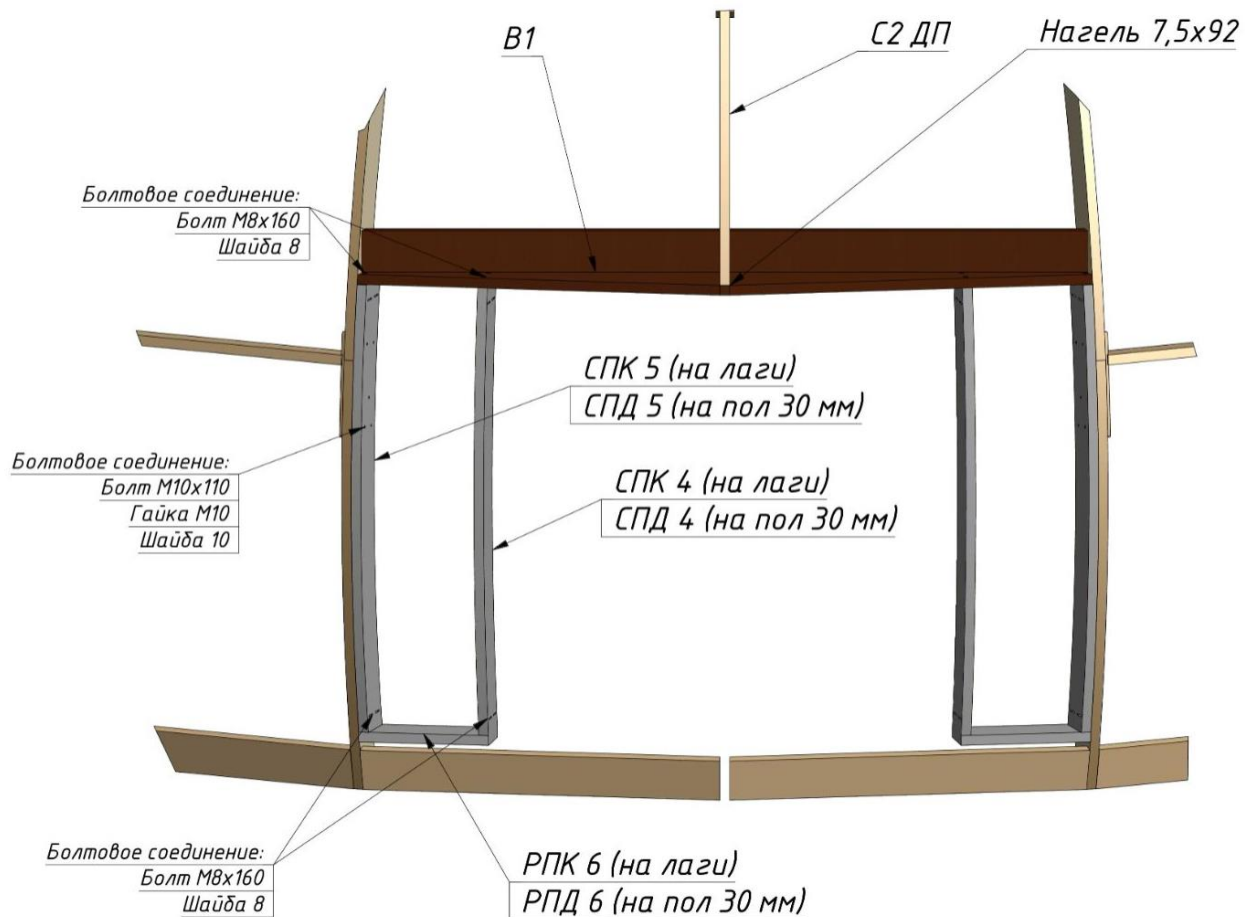 В1
С2 ДП
Нагель 7,5х92
Болтовое соединение:
Болт М8х160
Шайба 8
СПК 5 (на лаги)
СПД 5 (на пол 30 мм)
Болтовое соединение:
Болт М10х110
Гайка М10
Шайба 10
СПК 4 (на лаги)
СПД 4 (на пол 30 мм)
Болтовое соединение:
Болт М8х160
Шайба 8
РПК 6 (на лаги)
РПД 6 (на пол 30 мм)